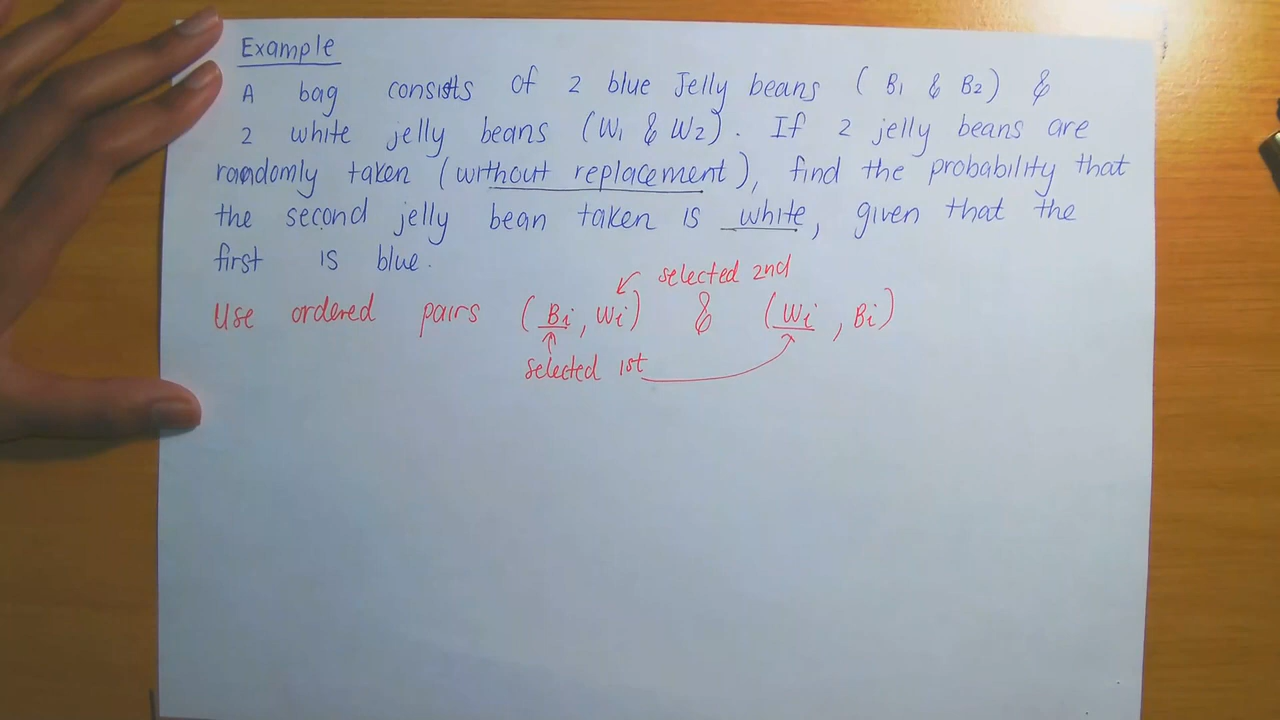 Example
A bag consists of 2 blue Jelly beans (B1 & B2) &
2 white jelly beans (W1 & W2). If 2 jelly beans are
randomly taken (without replacement), find the probability that
the second jelly bean taken is white, given that the
first is blue.
selected 2nd
Use ordered pairs (Bi, Wi) & (Wi, Bi)
selected 1st